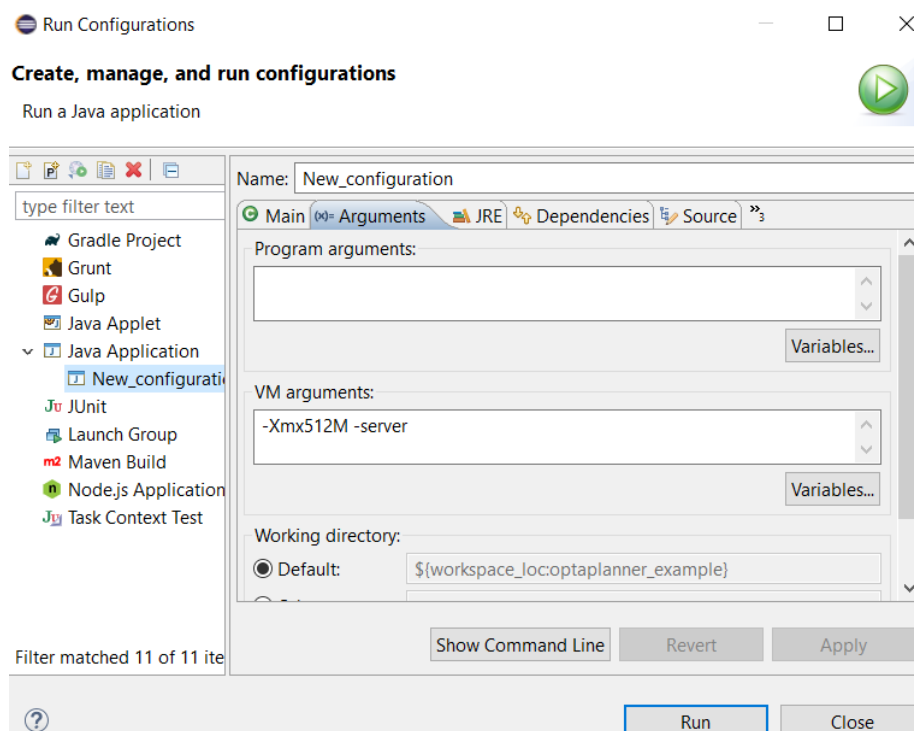 Run Configurations
Create, manage, and run configurations
Run a Java application
type filter text
Gradle Project
Grunt
Gulp
Java Applet
Java Application
New_configurati
JUnit
Launch Group
Maven Build
Node.js Application
Task Context Test
Filter matched 11 of 11 ite
Name: New_configuration
Main (x)= Arguments JRE Dependencies Source »3
Program arguments:
Variables...
VM arguments:
-Xmx512M -server
Variables...
Working directory:
Default: ${workspace_loc:optaplanner_example}
Show Command Line Revert Apply
Run Close